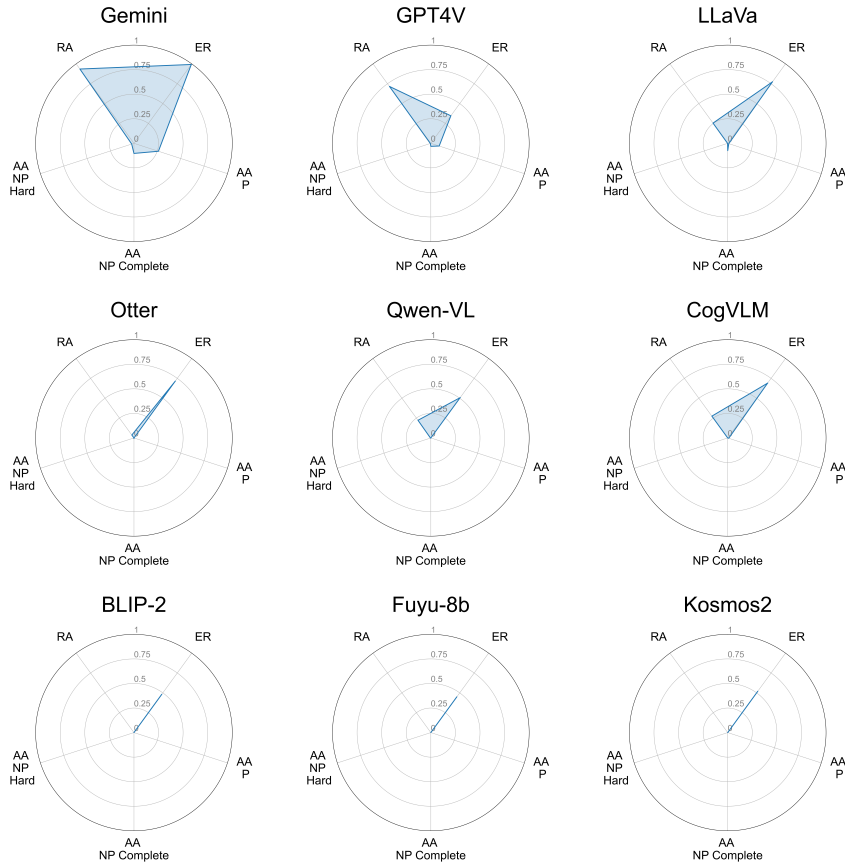 Gemini
GPT4V
LLaVa
RA
1
ER
0.75
0.5
0.25
0
AA
NP
Hard
AA
P
AA
NP Complete
RA
1
ER
0.75
0.5
0.25
0
AA
NP
Hard
AA
P
AA
NP Complete
RA
1
ER
0.75
0.5
0.25
0
AA
NP
Hard
AA
P
AA
NP Complete
Otter
Qwen-VL
CogVLM
RA
1
ER
0.75
0.5
0.25
0
AA
NP
Hard
AA
P
AA
NP Complete
RA
1
ER
0.75
0.5
0.25
0
AA
NP
Hard
AA
P
AA
NP Complete
RA
1
ER
0.75
0.5
0.25
0
AA
NP
Hard
AA
P
AA
NP Complete
BLIP-2
Fuyu-8b
Kosmos2
RA
1
ER
0.75
0.5
0.25
0
AA
NP
Hard
AA
P
AA
NP Complete
RA
1
ER
0.75
0.5
0.25
0
AA
NP
Hard
AA
P
AA
NP Complete
RA
1
ER
0.75
0.5
0.25
0
AA
NP
Hard
AA
P
AA
NP Complete